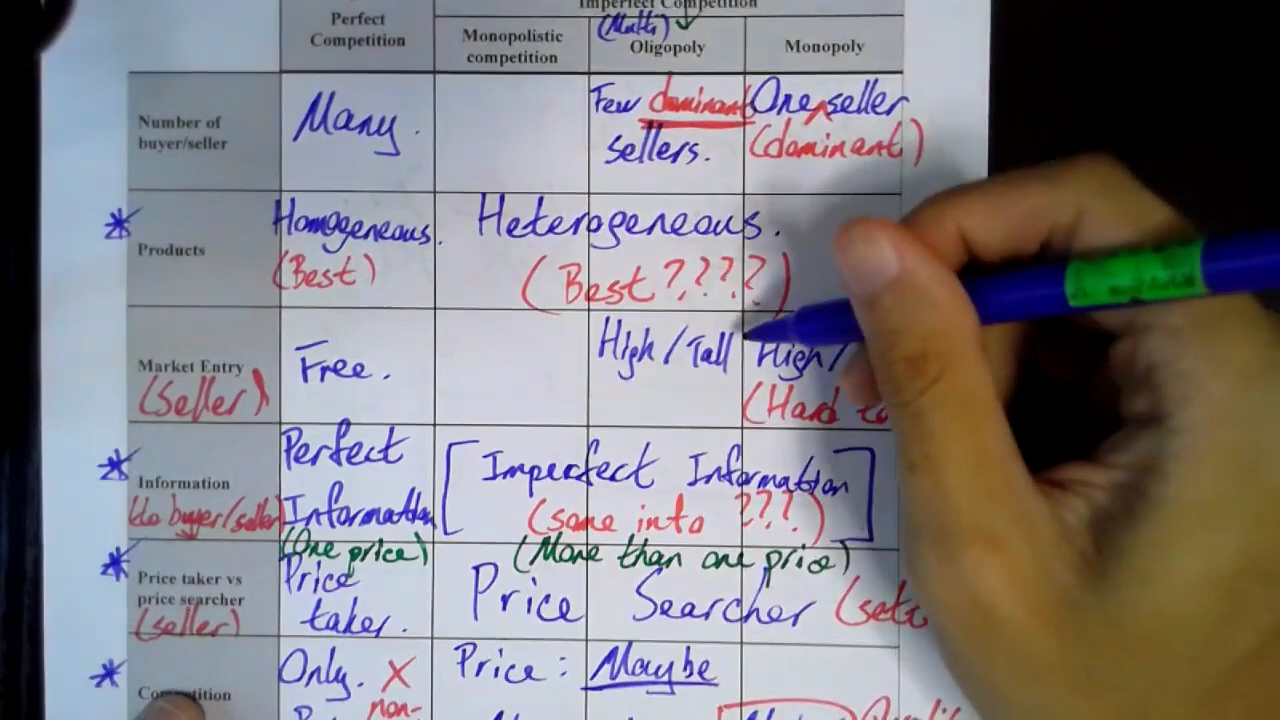 Imperfect Competition
Perfect
Competition
Monopolistic
competition
Oligopoly
Monopoly
Number of
buyer/seller
Many.
Few dominant
sellers.
One seller
(dominant)
Products
Homogeneous.
(Best)
Heterogeneous.
(Best ????)
Market Entry
(seller)
Free.
High / Tall
High/
(Hard to
Information
to buyer/seller
Perfect
Information
(One price)
Imperfect Information
(some info ???)
(More than one price)
Price taker vs
price searcher
(seller)
Price
taker.
Price Searcher
Competition
Only. X
non-
Price : Maybe